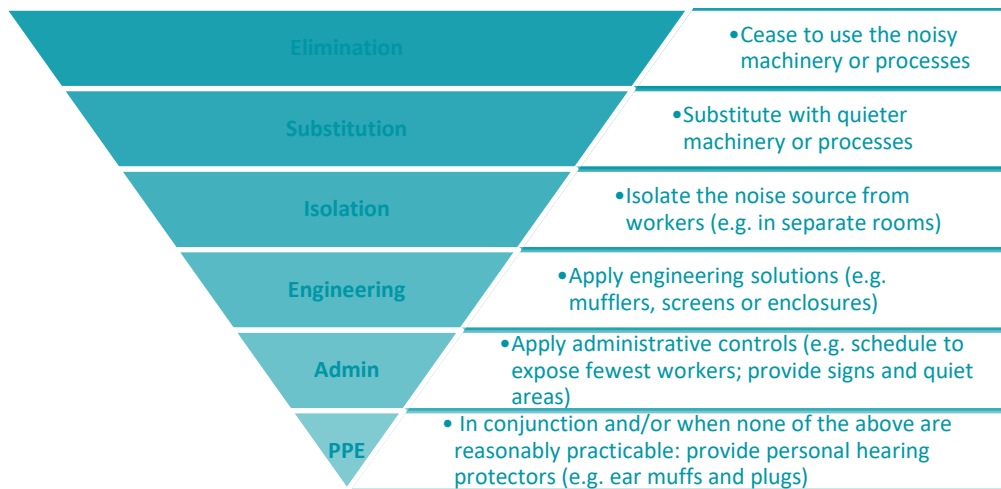 Elimination
•Cease to use the noisy
machinery or processes
Substitution
•Substitute with quieter
machinery or processes
Isolation
•Isolate the noise source from
workers (e.g. in separate rooms)
Engineering
•Apply engineering solutions (e.g.
mufflers, screens or enclosures)
Admin
•Apply administrative controls (e.g. schedule to
expose fewest workers; provide signs and quiet
areas)
PPE
• In conjunction and/or when none of the above are
reasonably practicable: provide personal hearing
protectors (e.g. ear muffs and plugs)